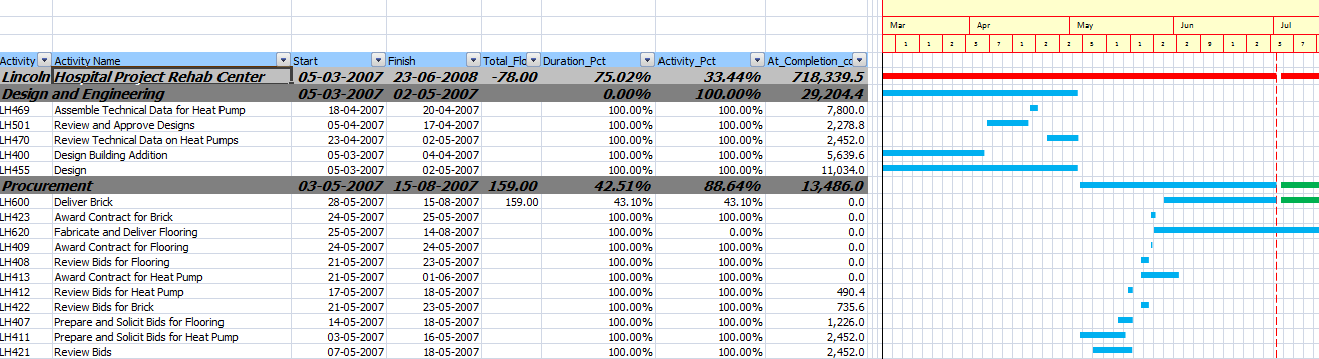 Mar Apr May Jun Jul
1 1 2 3 7 1 2 2 5 1 1 2 2 9 1 2 3 7
Activity Activity Name Start Finish Total_Flo Duration_Pct Activity_Pct At_Completion_co
Lincoln Hospital Project Rehab Center 05-03-2007 23-06-2008 -78.00 75.02% 33.44% 718,339.5
Design and Engineering 05-03-2007 02-05-2007 0.00% 100.00% 29,204.4
LH469 Assemble Technical Data for Heat Pump 18-04-2007 20-04-2007 100.00% 100.00% 7,800.0
LH501 Review and Approve Designs 05-04-2007 17-04-2007 100.00% 100.00% 2,278.8
LH470 Review Technical Data on Heat Pumps 23-04-2007 02-05-2007 100.00% 100.00% 2,452.0
LH400 Design Building Addition 05-03-2007 04-04-2007 100.00% 100.00% 5,639.6
LH455 Design 05-03-2007 02-05-2007 100.00% 100.00% 11,034.0
Procurement 03-05-2007 15-08-2007 159.00 42.51% 88.64% 13,486.0
LH600 Deliver Brick 28-05-2007 15-08-2007 159.00 43.10% 43.10% 0.0
LH423 Award Contract for Brick 24-05-2007 25-05-2007 100.00% 100.00% 0.0
LH620 Fabricate and Deliver Flooring 25-05-2007 14-08-2007 100.00% 0.00% 0.0
LH409 Award Contract for Flooring 24-05-2007 24-05-2007 100.00% 100.00% 0.0
LH408 Review Bids for Flooring 21-05-2007 23-05-2007 100.00% 100.00% 0.0
LH413 Award Contract for Heat Pump 21-05-2007 01-06-2007 100.00% 100.00% 0.0
LH412 Review Bids for Heat Pump 17-05-2007 18-05-2007 100.00% 100.00% 490.4
LH422 Review Bids for Brick 21-05-2007 23-05-2007 100.00% 100.00% 735.6
LH407 Prepare and Solicit Bids for Flooring 14-05-2007 18-05-2007 100.00% 100.00% 1,226.0
LH411 Prepare and Solicit Bids for Heat Pump 03-05-2007 16-05-2007 100.00% 100.00% 2,452.0
LH421 Review Bids 07-05-2007 18-05-2007 100.00% 100.00% 2,452.0